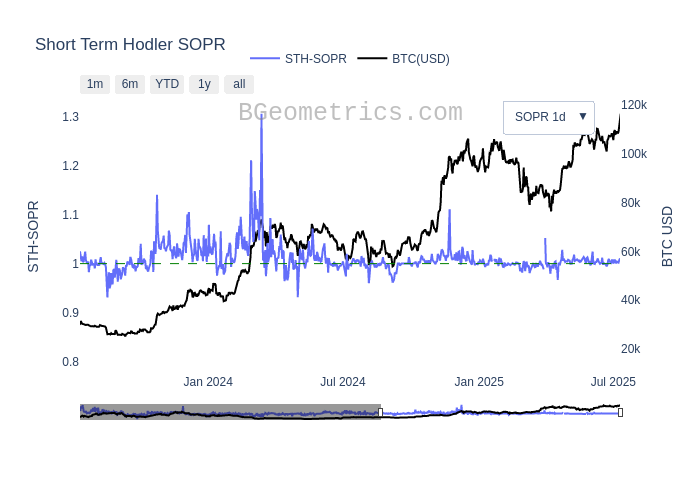 Short Term Hodler SOPR
STH-SOPR
BTC(USD)
1m
6m
YTD
1y
all
BGeometrics.com
SOPR 1d
▼
1.3
1.2
1.1
1
0.9
0.8
STH-SOPR
120k
100k
80k
60k
40k
20k
BTC USD
Jan 2024
Jul 2024
Jan 2025
Jul 2025